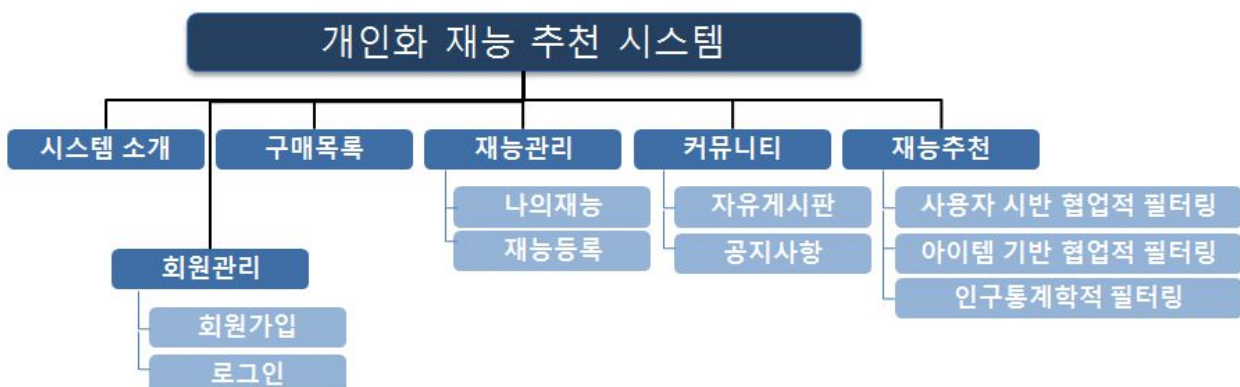 개인화 재능 추천 시스템
시스템 소개
구매목록
재능관리
커뮤니티
재능추천
나의재능
재능등록
자유게시판
공지사항
사용자 시반 협업적 필터링
아이템 기반 협업적 필터링
인구통계학적 필터링
회원관리
회원가입
로그인